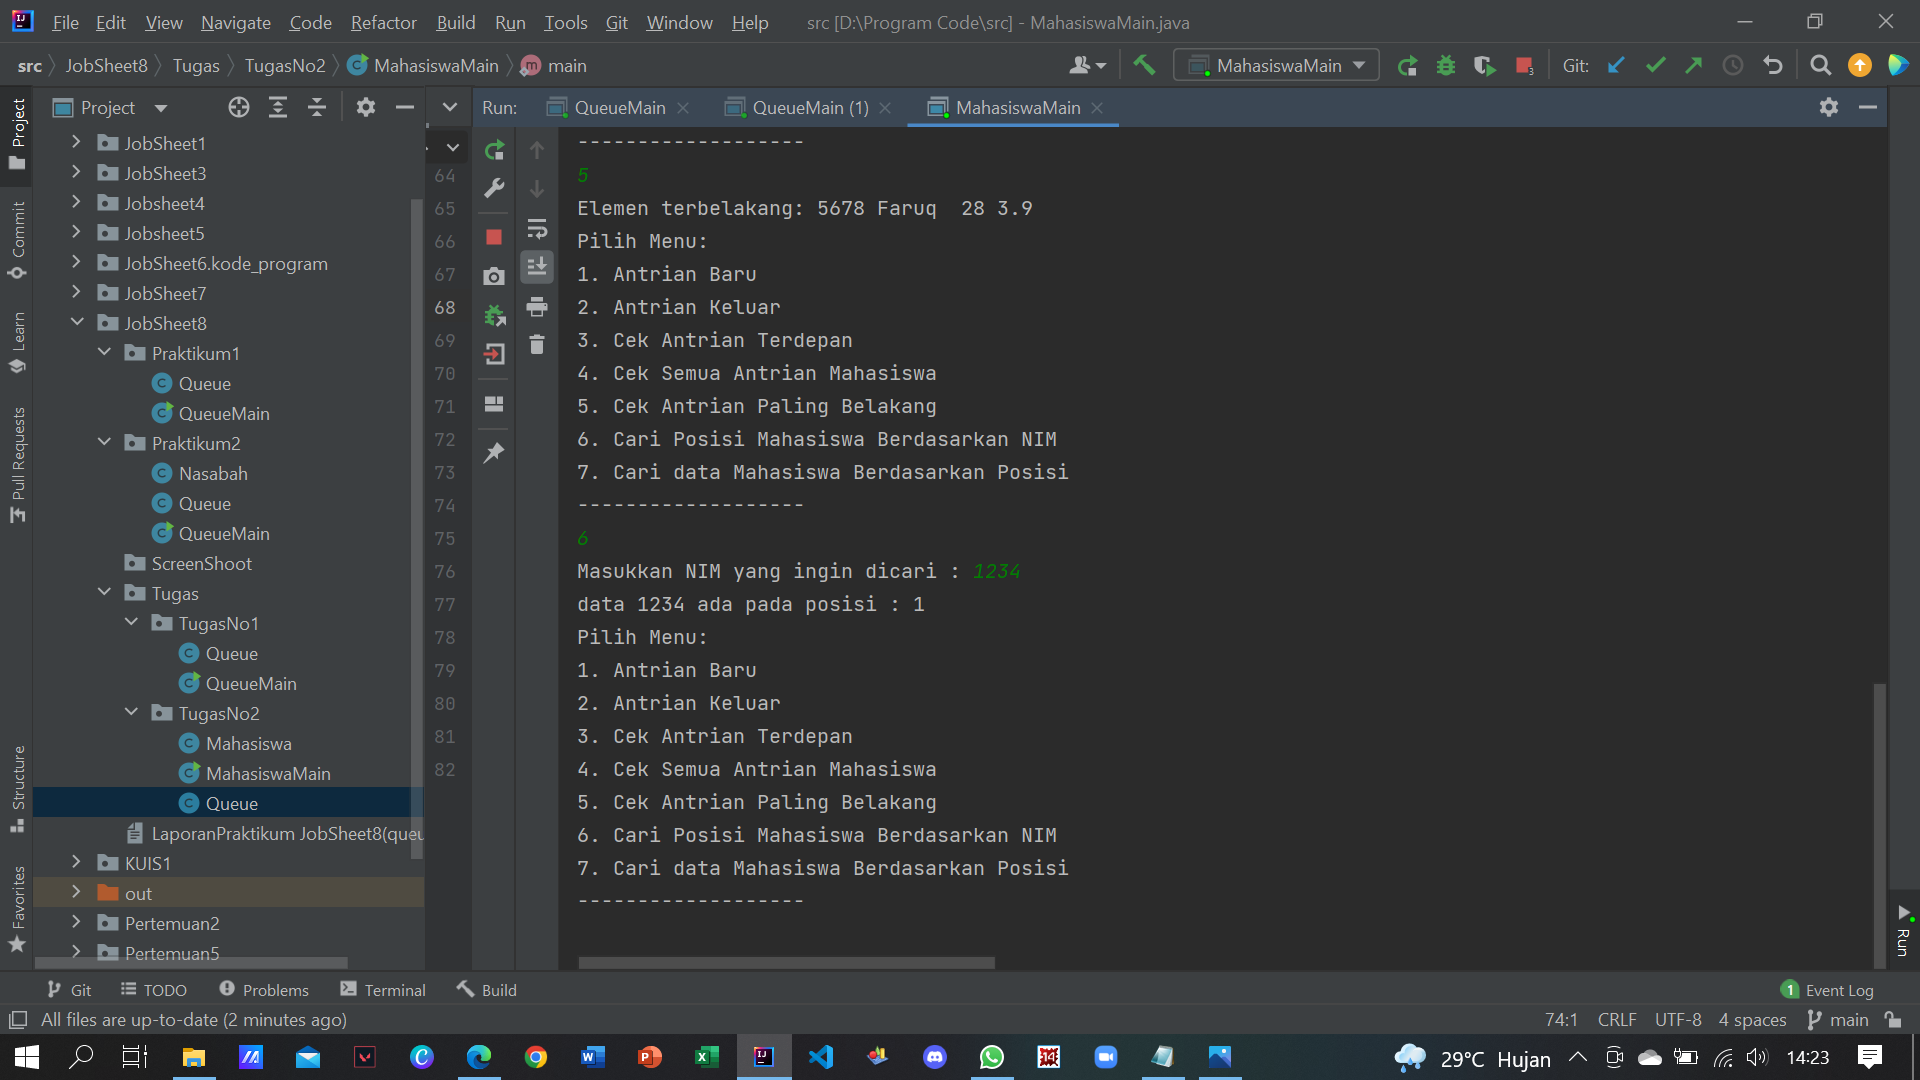 File Edit View Navigate Code Refactor Build Run Tools Git Window Help src [D:\Program Code\src] - MahasiswaMain.java
src JobSheet8 Tugas TugasNo2 MahasiswaMain main MahasiswaMain Git:
Project
Run: QueueMain QueueMain (1) MahasiswaMain
Project
Commit
Learn
Pull Requests
Structure
Favorites
JobSheet1
JobSheet3
Jobsheet4
Jobsheet5
JobSheet6.kode_program
JobSheet7
JobSheet8
Praktikum1
Queue
QueueMain
Praktikum2
Nasabah
Queue
QueueMain
ScreenShoot
Tugas
TugasNo1
Queue
QueueMain
TugasNo2
Mahasiswa
MahasiswaMain
Queue
LaporanPraktikum JobSheet8(queu
KUIS1
out
Pertemuan2
Pertemuan5
64
65
66
67
68
69
70
71
72
73
74
75
76
77
78
79
80
81
82
-------------------
5
Elemen terbelakang: 5678 Faruq  28 3.9
Pilih Menu:
1. Antrian Baru
2. Antrian Keluar
3. Cek Antrian Terdepan
4. Cek Semua Antrian Mahasiswa
5. Cek Antrian Paling Belakang
6. Cari Posisi Mahasiswa Berdasarkan NIM
7. Cari data Mahasiswa Berdasarkan Posisi
-------------------
6
Masukkan NIM yang ingin dicari : 1234
data 1234 ada pada posisi : 1
Pilih Menu:
1. Antrian Baru
2. Antrian Keluar
3. Cek Antrian Terdepan
4. Cek Semua Antrian Mahasiswa
5. Cek Antrian Paling Belakang
6. Cari Posisi Mahasiswa Berdasarkan NIM
7. Cari data Mahasiswa Berdasarkan Posisi
-------------------
Run
Git TODO Problems Terminal Build 1 Event Log
All files are up-to-date (2 minutes ago) 74:1 CRLF UTF-8 4 spaces main
29°C Hujan 14:23